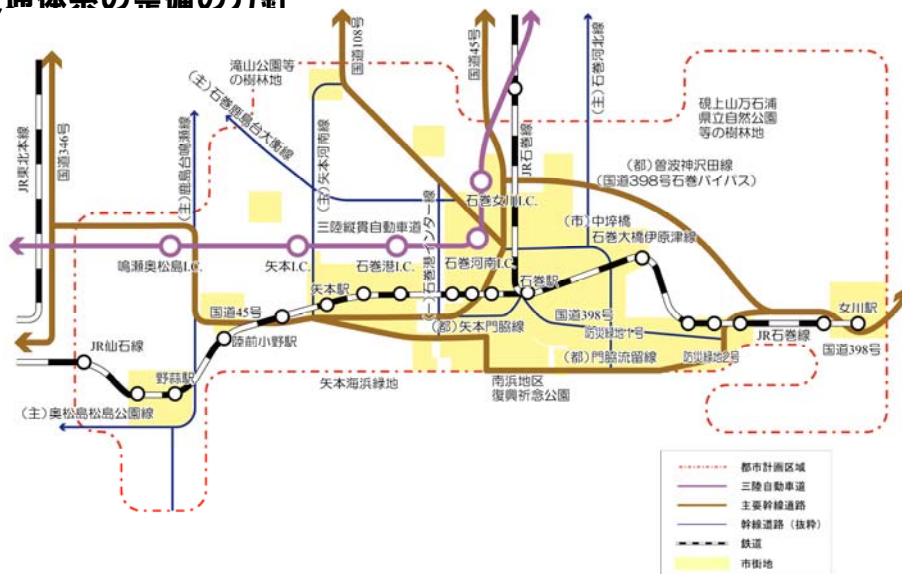 交通体系の整備の方針
国道108号
国道45号
(主)石巻河北線
滝山公園等
の樹林地
(主)石巻鹿島台大衡線
硯上山万石浦
県立自然公園
等の樹林地
JR東北本線
国道346号
(主)鹿島台鳴瀬線
(主)矢本河南線
JR石巻線
(都)曽波神沢田線
(国道398号石巻バイパス)
石巻女川I.C.
(市)中埣橋
石巻大橋伊原津線
三陸縦貫自動車道
(一)石巻港インター線
鳴瀬奥松島I.C.
矢本I.C.
石巻港I.C.
石巻河南I.C.
石巻駅
矢本駅
女川駅
国道45号
国道398号
(都)矢本門脇線
防災緑地1号
JR石巻線
陸前小野駅
JR仙石線
(都)門脇流留線
防災緑地2号
国道398号
野蒜駅
矢本海浜緑地
南浜地区
復興祈念公園
(主)奥松島松島公園線
都市計画区域
三陸自動車道
主要幹線道路
幹線道路(抜粋)
鉄道
市街地